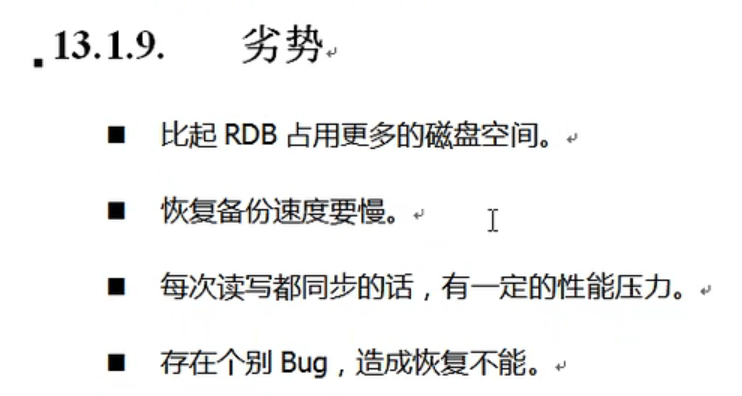 13.1.9. 劣势
比起 RDB 占用更多的磁盘空间。
恢复备份速度要慢。
每次读写都同步的话，有一定的性能压力。
存在个别 Bug，造成恢复不能。